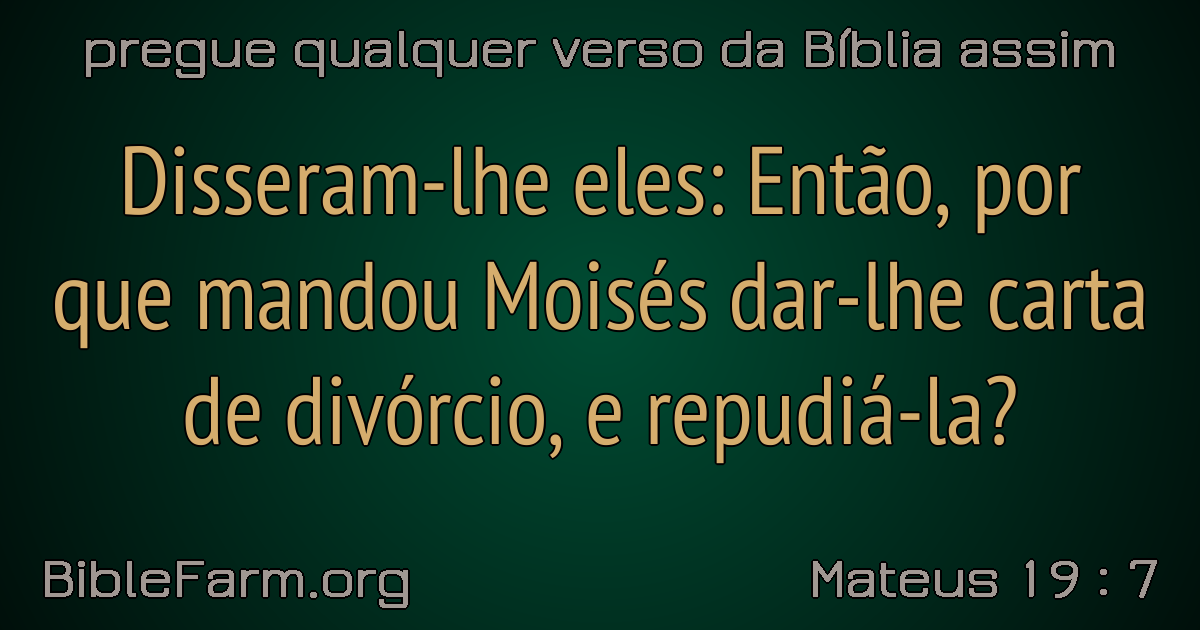 pregue qualquer verso da Bíblia assim
Disseram-lhe eles: Então, por
que mandou Moisés dar-lhe carta
de divórcio, e repudiá-la?
BibleFarm.org
Mateus 19 : 7